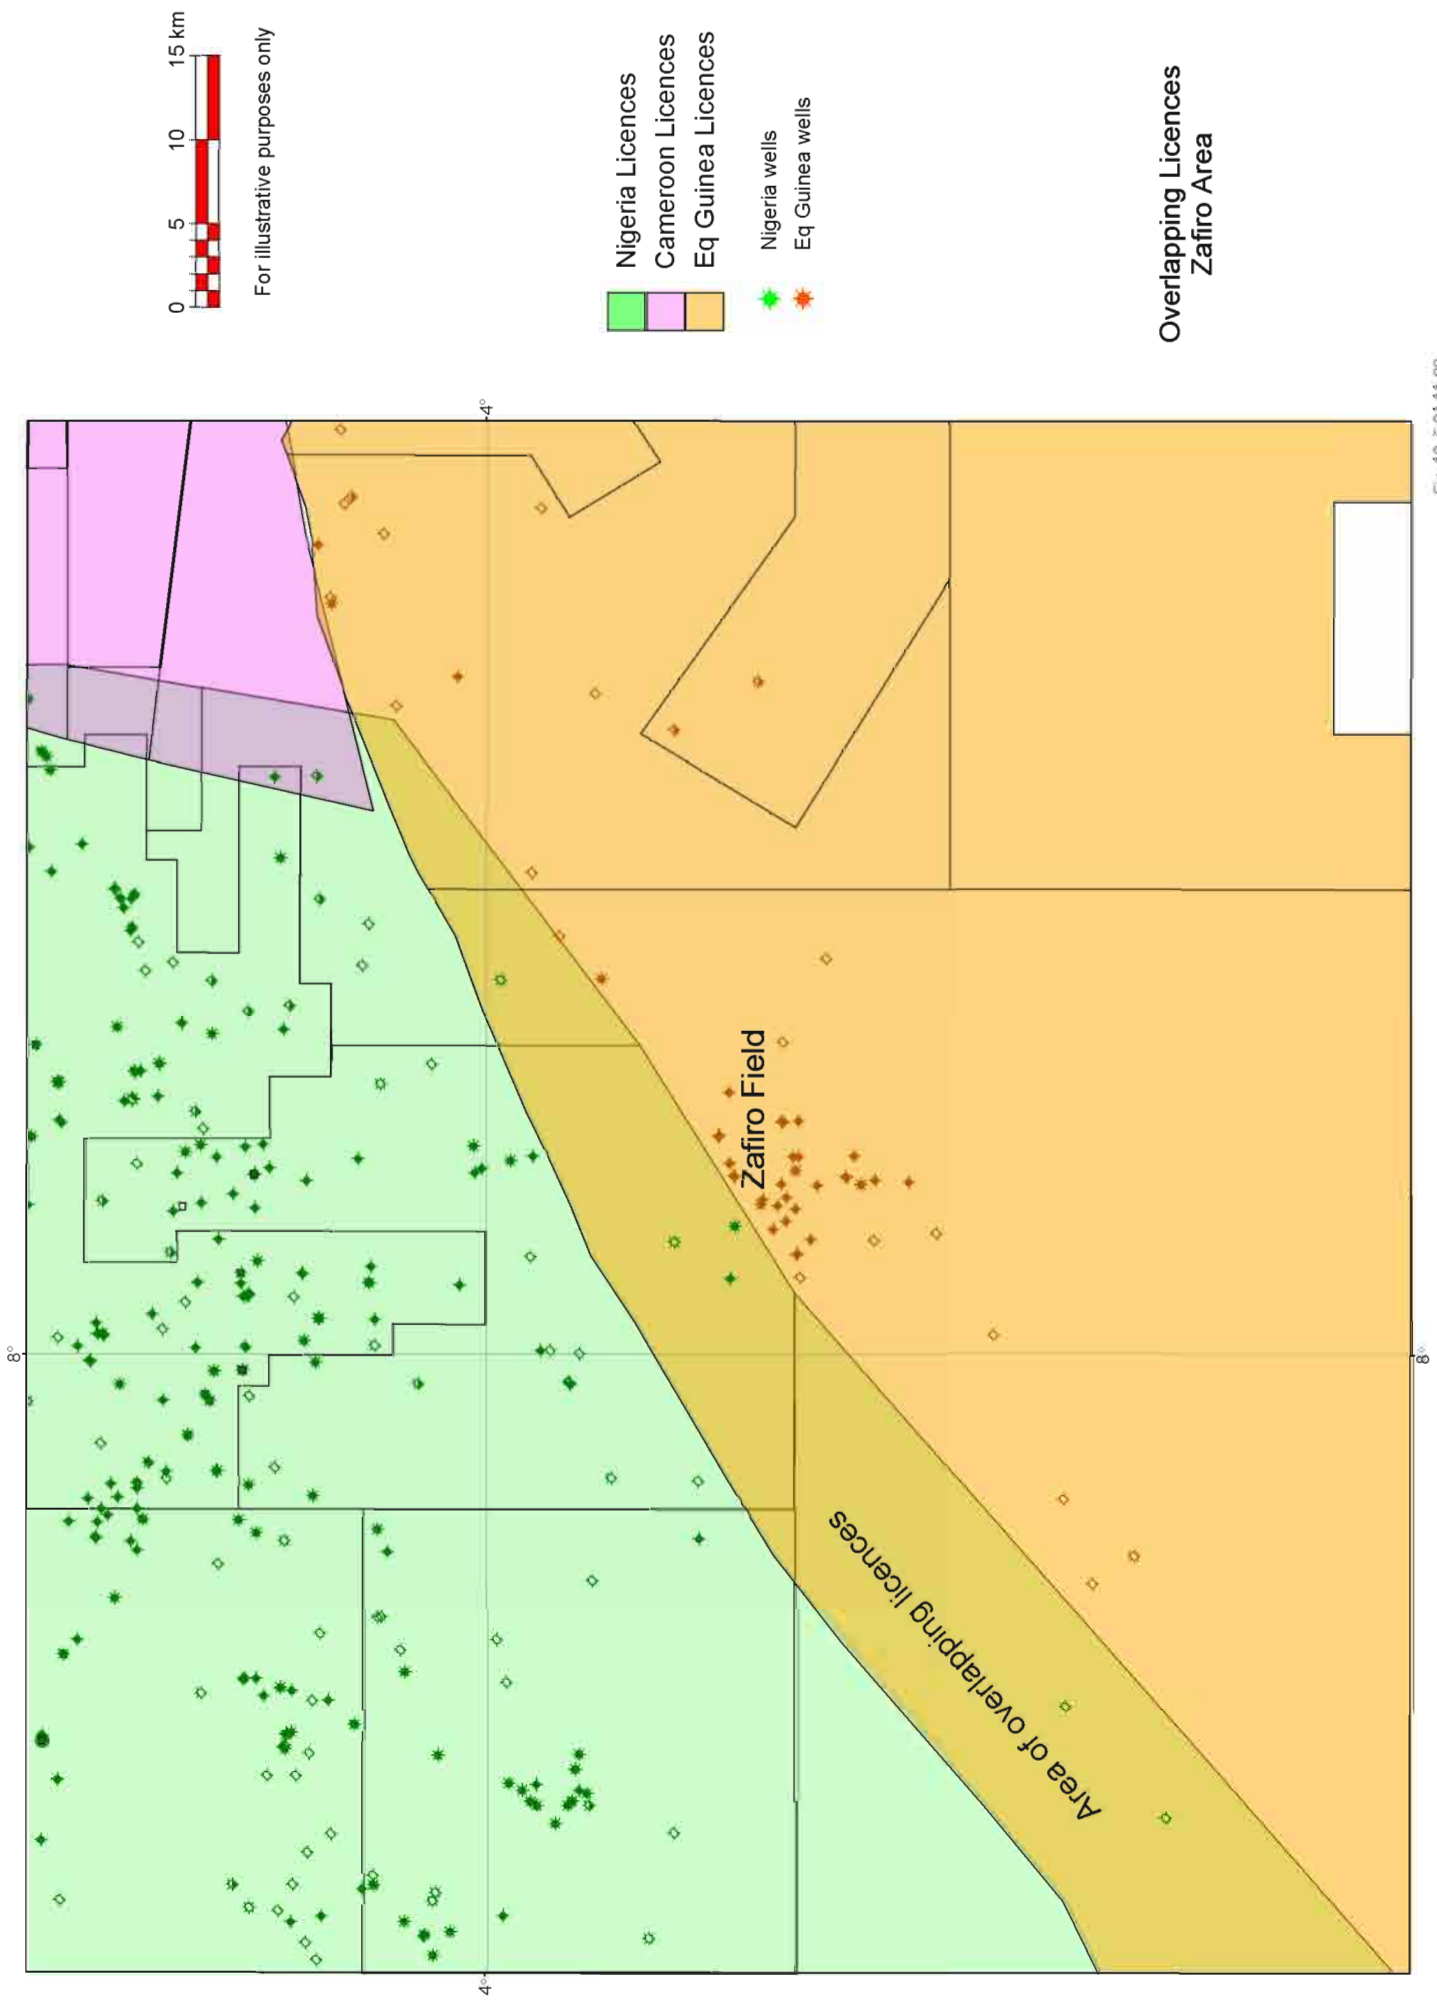 0 5 10 15 km
For illustrative purposes only
Nigeria Licences
Cameroon Licences
Eq Guinea Licences
Nigeria wells
Eq Guinea wells
Overlapping Licences
Zafiro Area
8°
4°
4°
8°
Zafiro Field
Area of overlapping licences